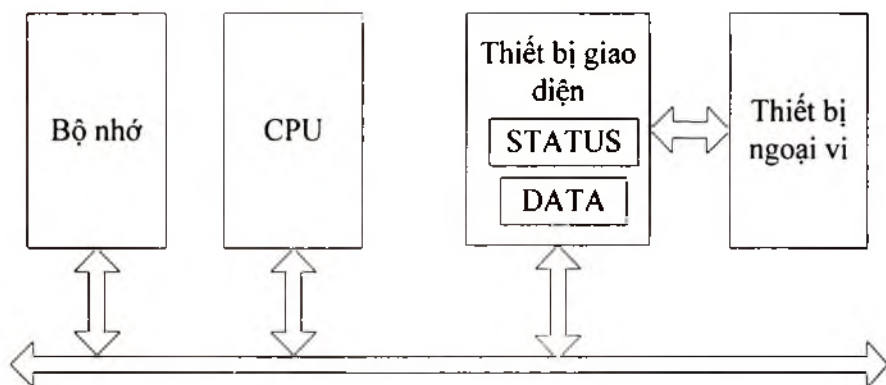 Bộ nhớ
CPU
Thiết bị giao
diện
STATUS
DATA
Thiết bị
ngoại vi